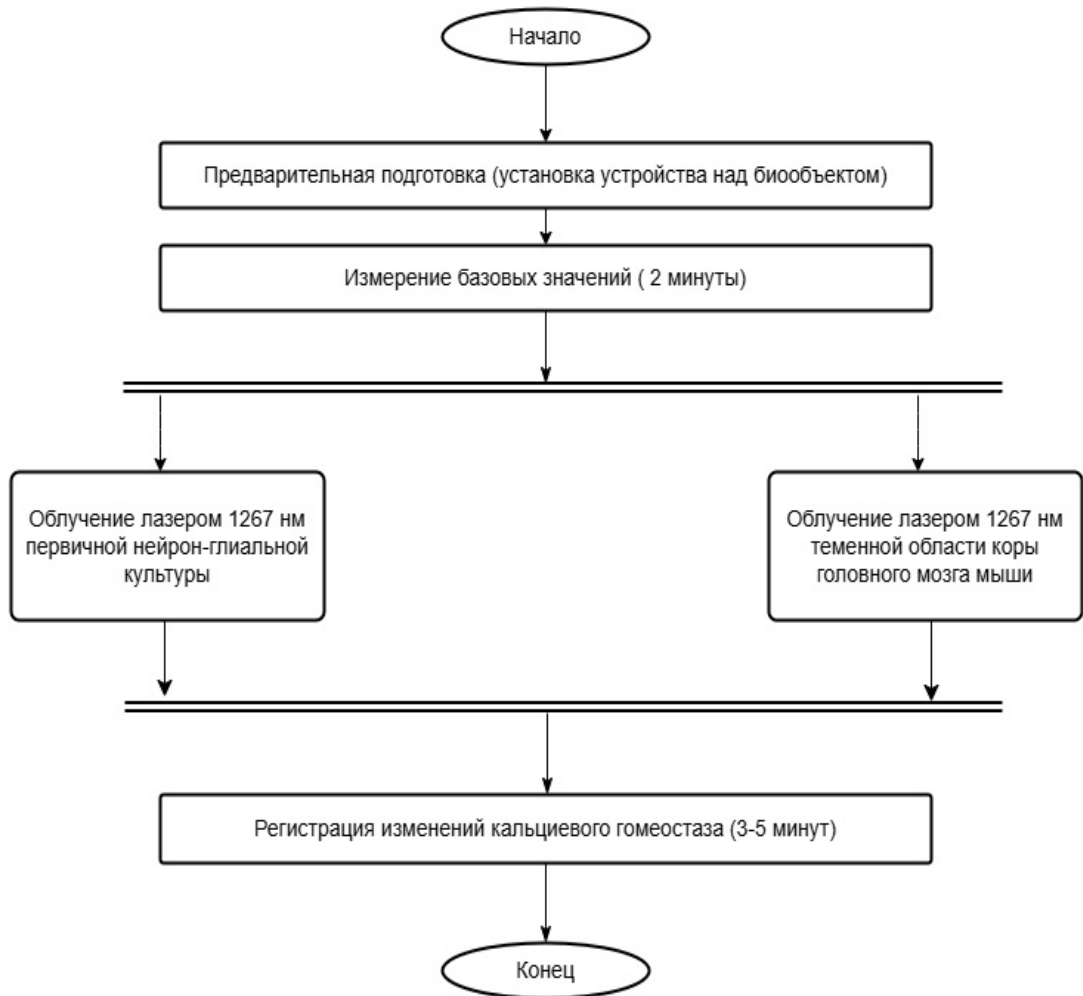 Начало
Предварительная подготовка (установка устройства над биообъектом)
Измерение базовых значений ( 2 минуты)
Облучение лазером 1267 нм
первичной нейрон-глиальной
культуры
Облучение лазером 1267 нм
теменной области коры
головного мозга мыши
Регистрация изменений кальциевого гомеостаза (3-5 минут)
Конец